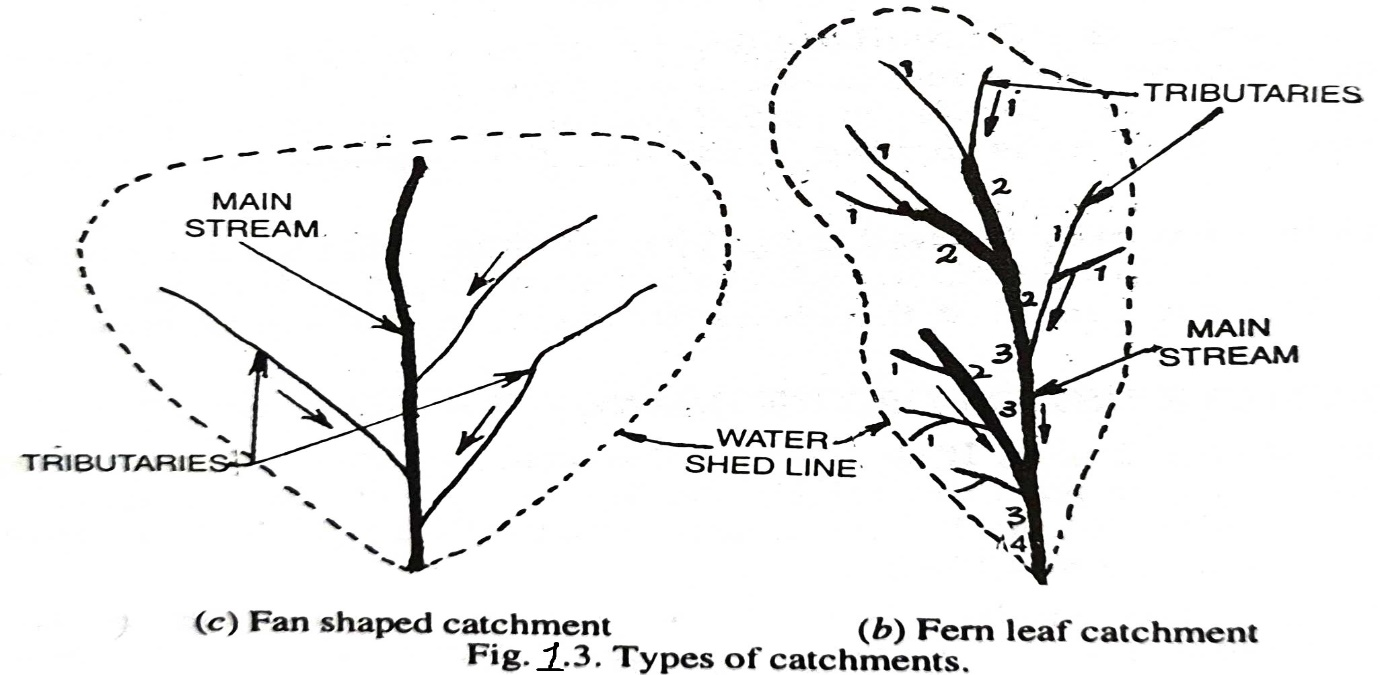 MAIN
STREAM
TRIBUTARIES
(c) Fan shaped catchment
WATER
SHED LINE
TRIBUTARIES
MAIN
STREAM
1
1
1
1
2
2
1
1
2
3
1
2
3
1
3
4
(b) Fern leaf catchment
Fig. 1.3. Types of catchments.